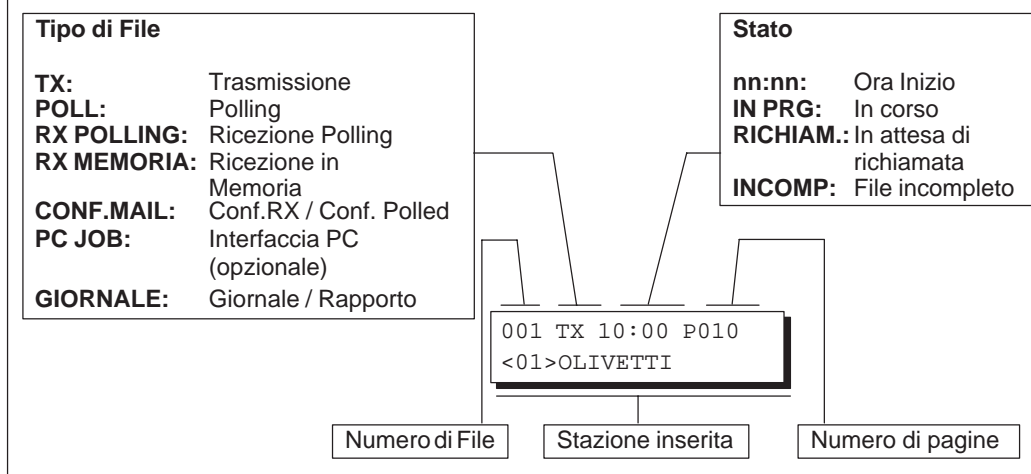 Tipo di File
TX: Trasmissione
POLL: Polling
RX POLLING: Ricezione Polling
RX MEMORIA: Ricezione in
Memoria
CONF.MAIL: Conf.RX / Conf. Polled
PC JOB: Interfaccia PC
(opzionale)
GIORNALE: Giornale / Rapporto
Stato
nn:nn: Ora Inizio
IN PRG: In corso
RICHIAM.: In attesa di
richiamata
INCOMP: File incompleto
001 TX 10:00 P010
<01>OLIVETTI
Numero di File
Stazione inserita
Numero di pagine